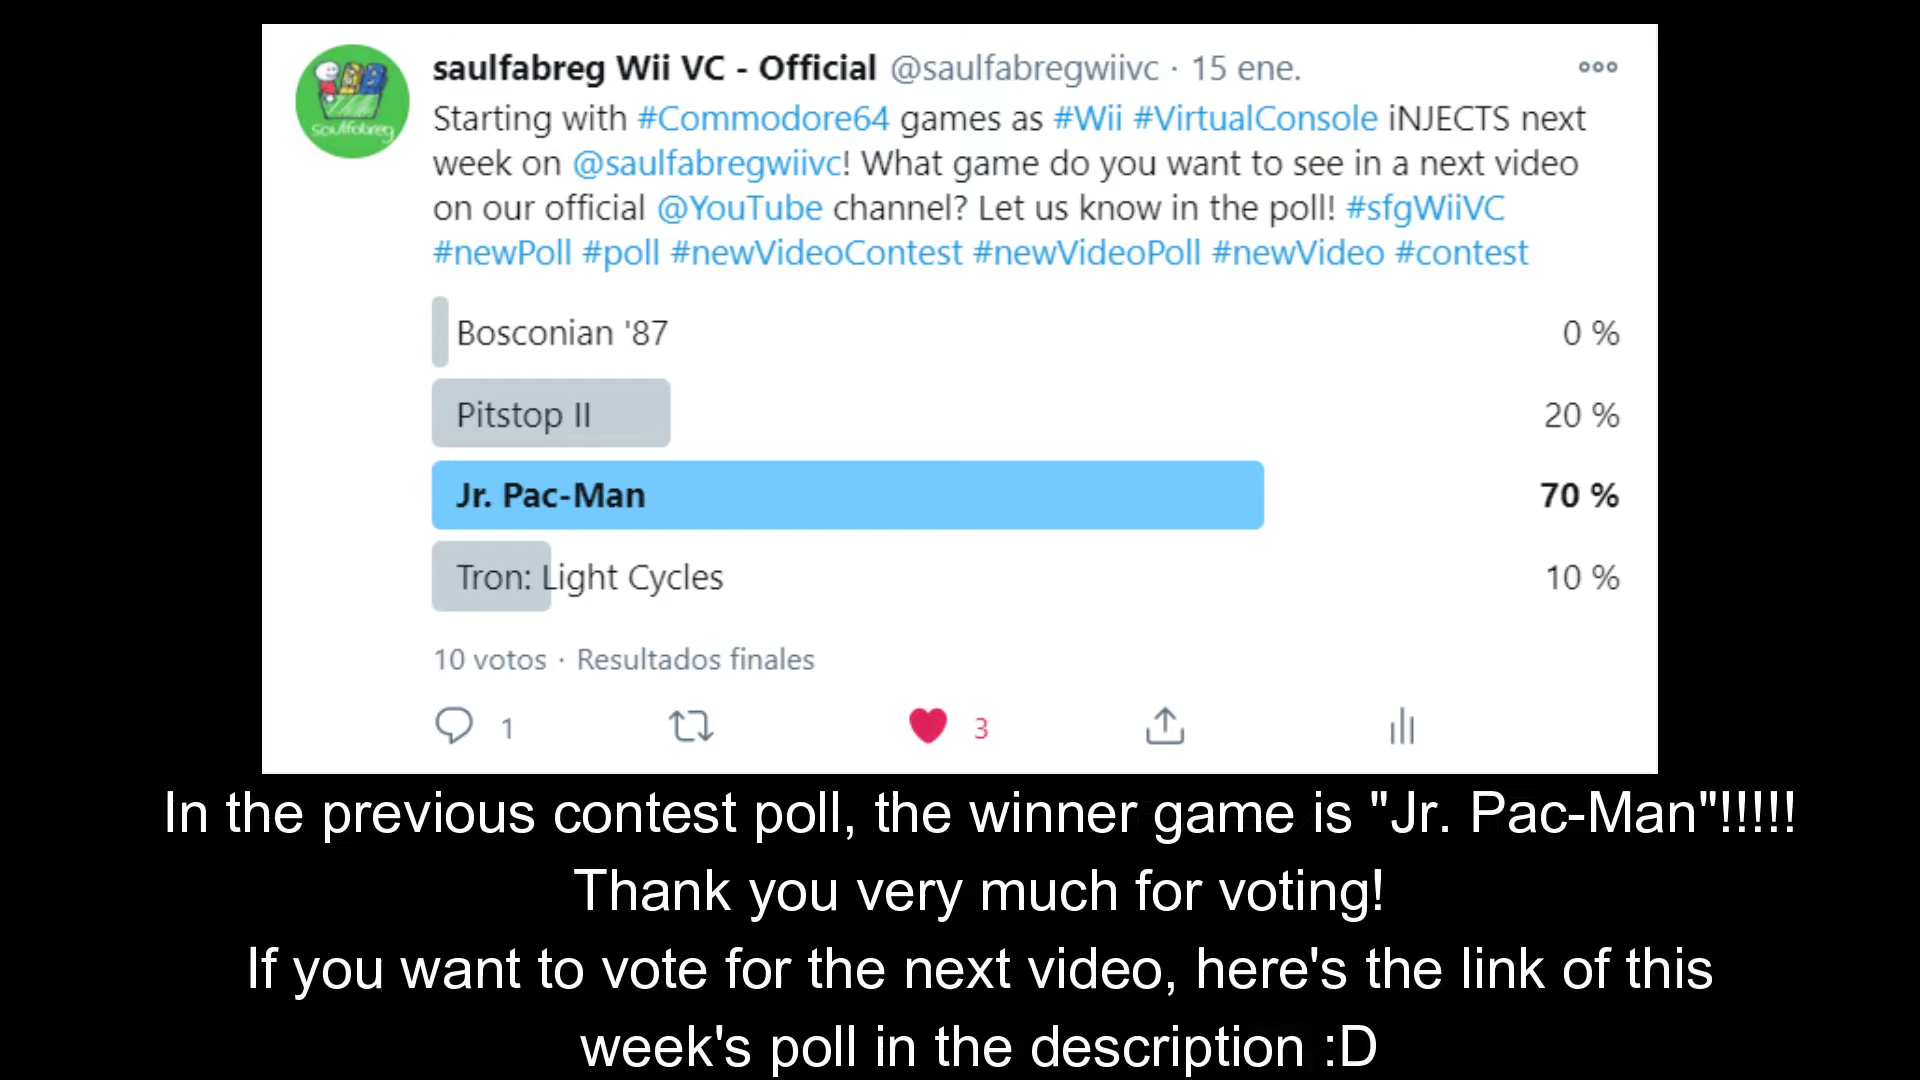 saulfabreg
saulfabreg Wii VC - Official @saulfabregwiivc · 15 ene.
Starting with #Commodore64 games as #Wii #VirtualConsole iNJECTS next
week on @saulfabregwiivc! What game do you want to see in a next video
on our official @YouTube channel? Let us know in the poll! #sfgWiiVC
#newPoll #poll #newVideoContest #newVideoPoll #newVideo #contest
Bosconian '87 0 %
Pitstop II 20 %
Jr. Pac-Man 70 %
Tron: Light Cycles 10 %
10 votos · Resultados finales
1 3
In the previous contest poll, the winner game is "Jr. Pac-Man"!!!!!
Thank you very much for voting!
If you want to vote for the next video, here's the link of this
week's poll in the description :D